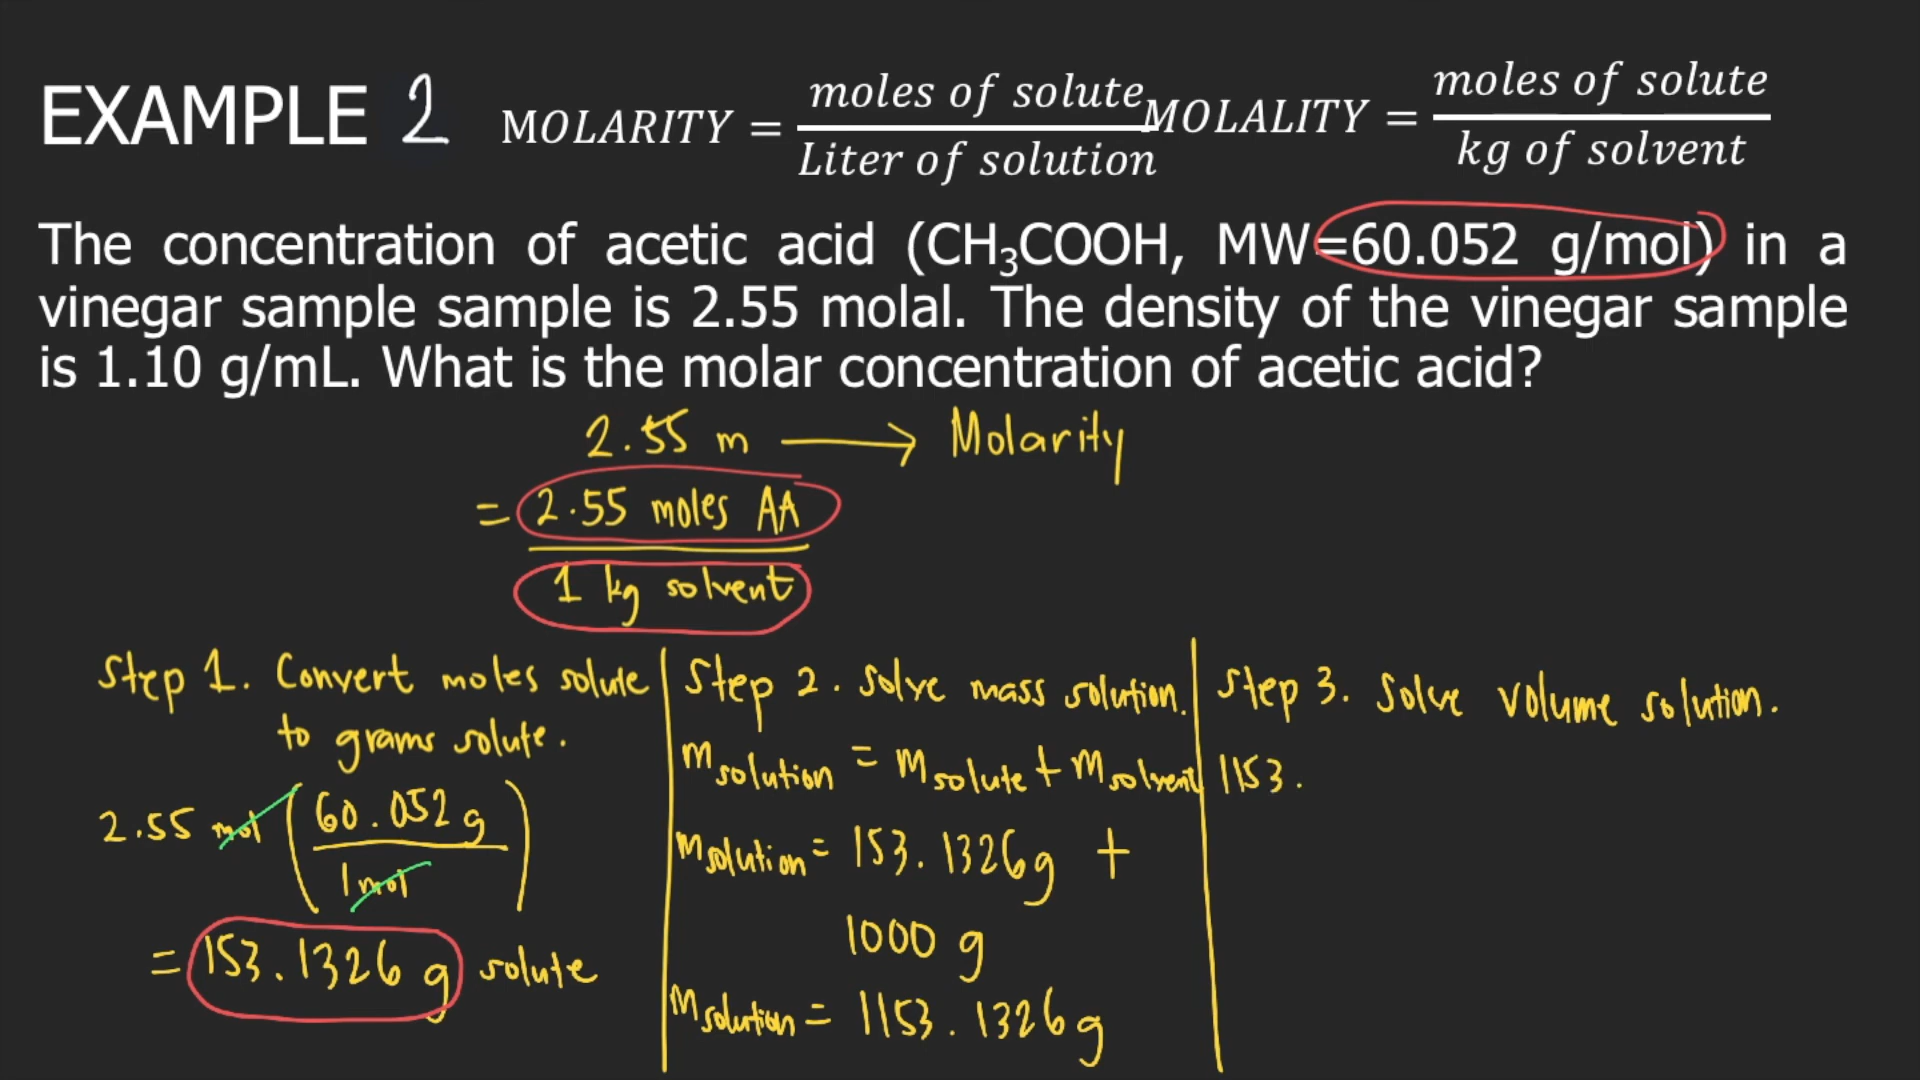 EXAMPLE 2
MOLARITY = moles of solute / Liter of solution
MOLALITY = moles of solute / kg of solvent
The concentration of acetic acid (CH₃COOH, MW=60.052 g/mol) in a
vinegar sample sample is 2.55 molal. The density of the vinegar sample
is 1.10 g/mL. What is the molar concentration of acetic acid?
2.55 m → Molarity
= 2.55 moles AA
1 kg solvent
Step 1. Convert moles solute
to grams solute.
2.55 mol (60.052 g / 1 mol)
= 153.1326 g solute
Step 2. Solve mass solution.
m solution = m solute + m solvent
m solution = 153.1326 g +
1000 g
m solution = 1153.1326 g
Step 3. Solve volume solution.
1153.